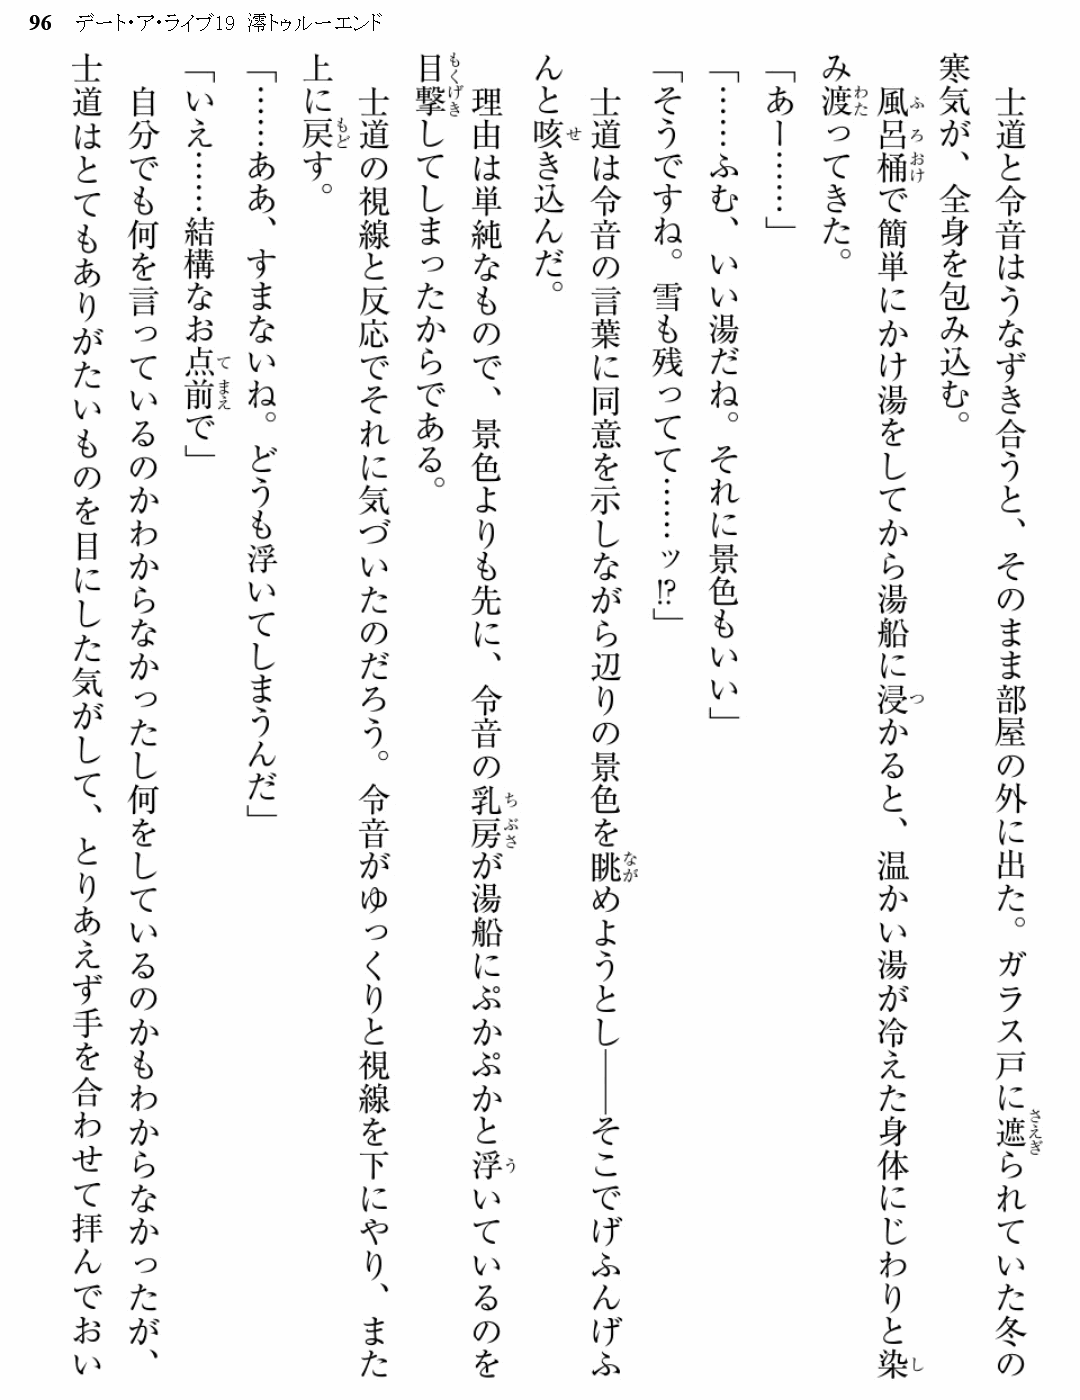 96 デート・ア・ライブ19 澪トゥルーエンド
　士道と令音はうなずき合うと、そのまま部屋の外に出た。ガラス戸に遮られていた冬の
寒気が、全身を包み込む。
　風呂桶で簡単にかけ湯をしてから湯船に浸かると、温かい湯が冷えた身体にじわりと染
み渡ってきた。
「あー……」
「……ふむ、いい湯だね。それに景色もいい」
「そうですね。雪も残ってて……ッ!?」
　士道は令音の言葉に同意を示しながら辺りの景色を眺めようとし――そこでげふんげふ
んと咳き込んだ。
　理由は単純なもので、景色よりも先に、令音の乳房が湯船にぷかぷかと浮いているのを
目撃してしまったからである。
　士道の視線と反応でそれに気づいたのだろう。令音がゆっくりと視線を下にやり、また
上に戻す。
「……ああ、すまないね。どうも浮いてしまうんだ」
「いえ……結構なお点前で」
　自分でも何を言っているのかわからなかったし何をしているのかもわからなかったが、
士道はとてもありがたいものを目にした気がして、とりあえず手を合わせて拝んでおい